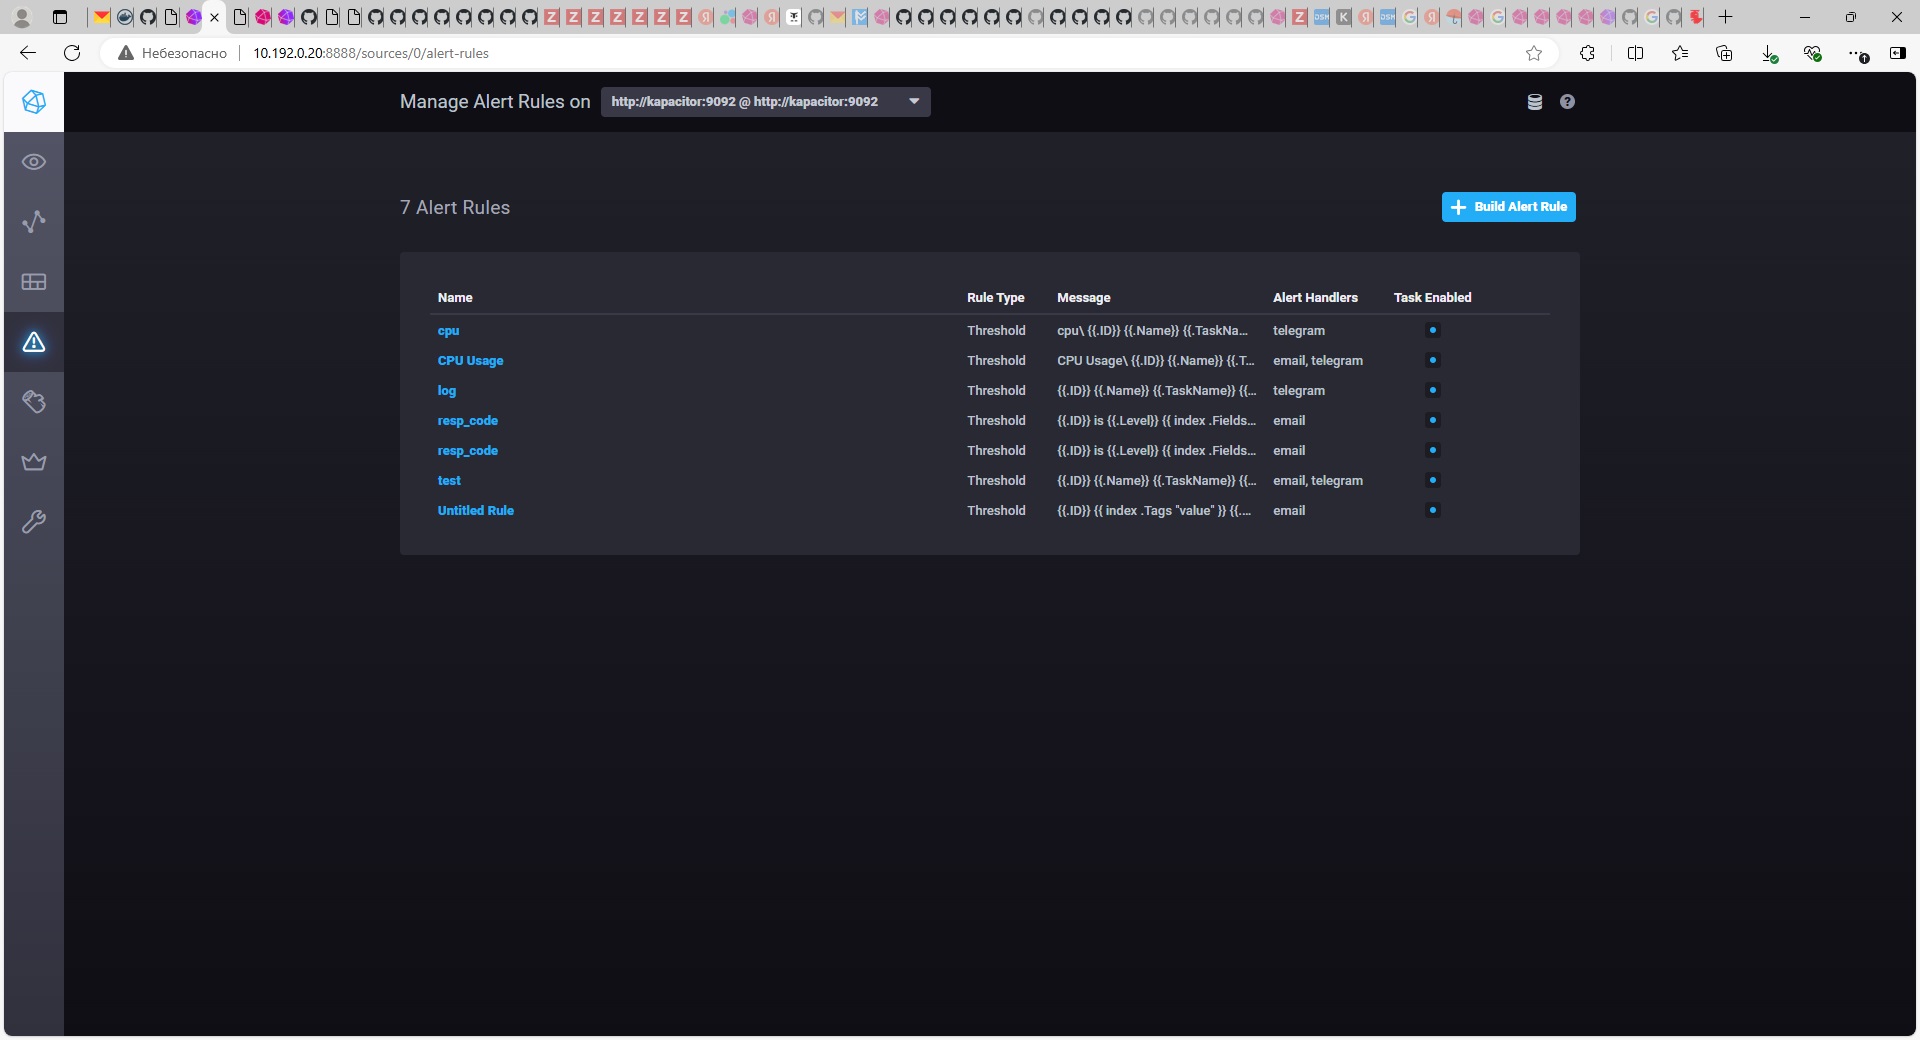 Небезопасно 10.192.0.20:8888/sources/0/alert-rules
Manage Alert Rules on http://kapacitor:9092 @ http://kapacitor:9092
7 Alert Rules
Build Alert Rule
Name Rule Type Message Alert Handlers Task Enabled
cpu Threshold cpu\ {{.ID}} {{.Name}} {{.TaskNa... telegram
CPU Usage Threshold CPU Usage\ {{.ID}} {{.Name}} {{.T... email, telegram
log Threshold {{.ID}} {{.Name}} {{.TaskName}} {{... telegram
resp_code Threshold {{.ID}} is {{.Level}} {{ index .Fields... email
resp_code Threshold {{.ID}} is {{.Level}} {{ index .Fields... email
test Threshold {{.ID}} {{.Name}} {{.TaskName}} {{... email, telegram
Untitled Rule Threshold {{.ID}} {{ index .Tags "value" }} {{.... email